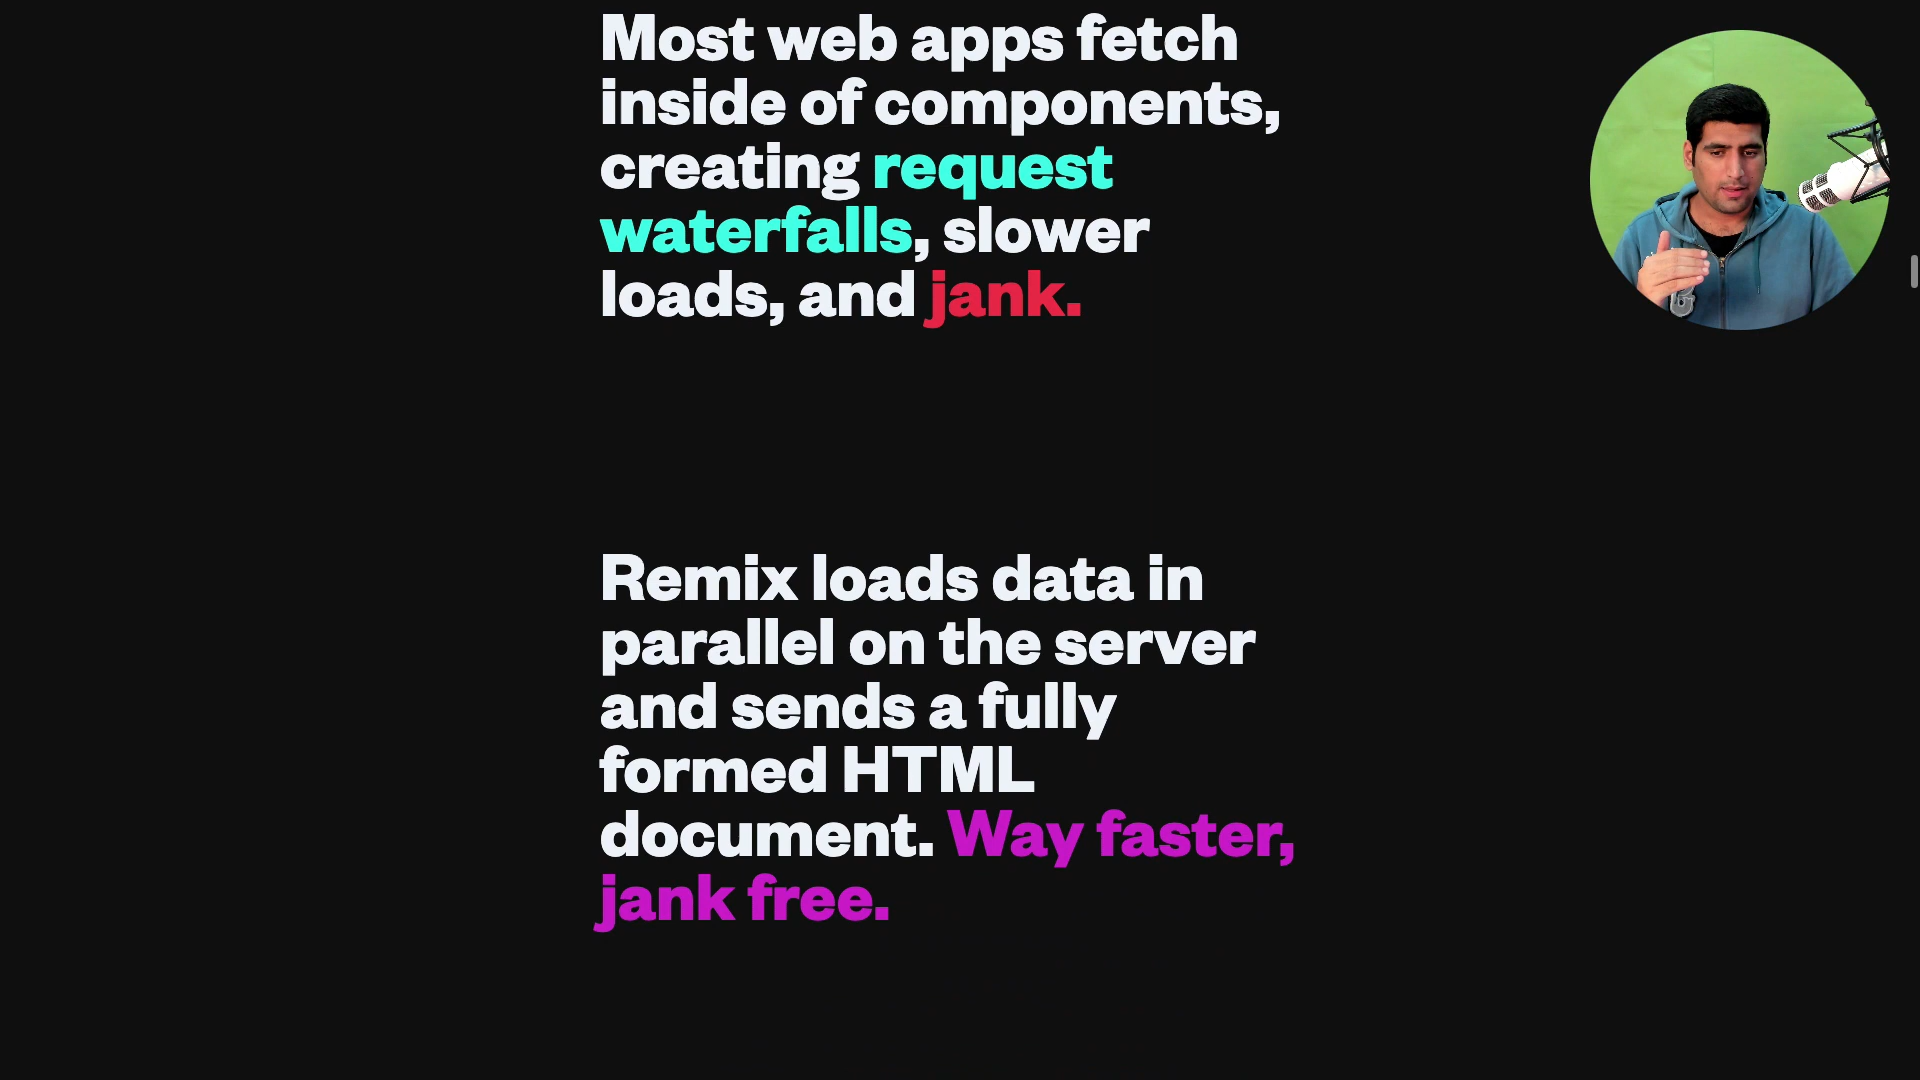 Most web apps fetch
inside of components,
creating request
waterfalls, slower
loads, and jank.
Remix loads data in
parallel on the server
and sends a fully
formed HTML
document. Way faster,
jank free.